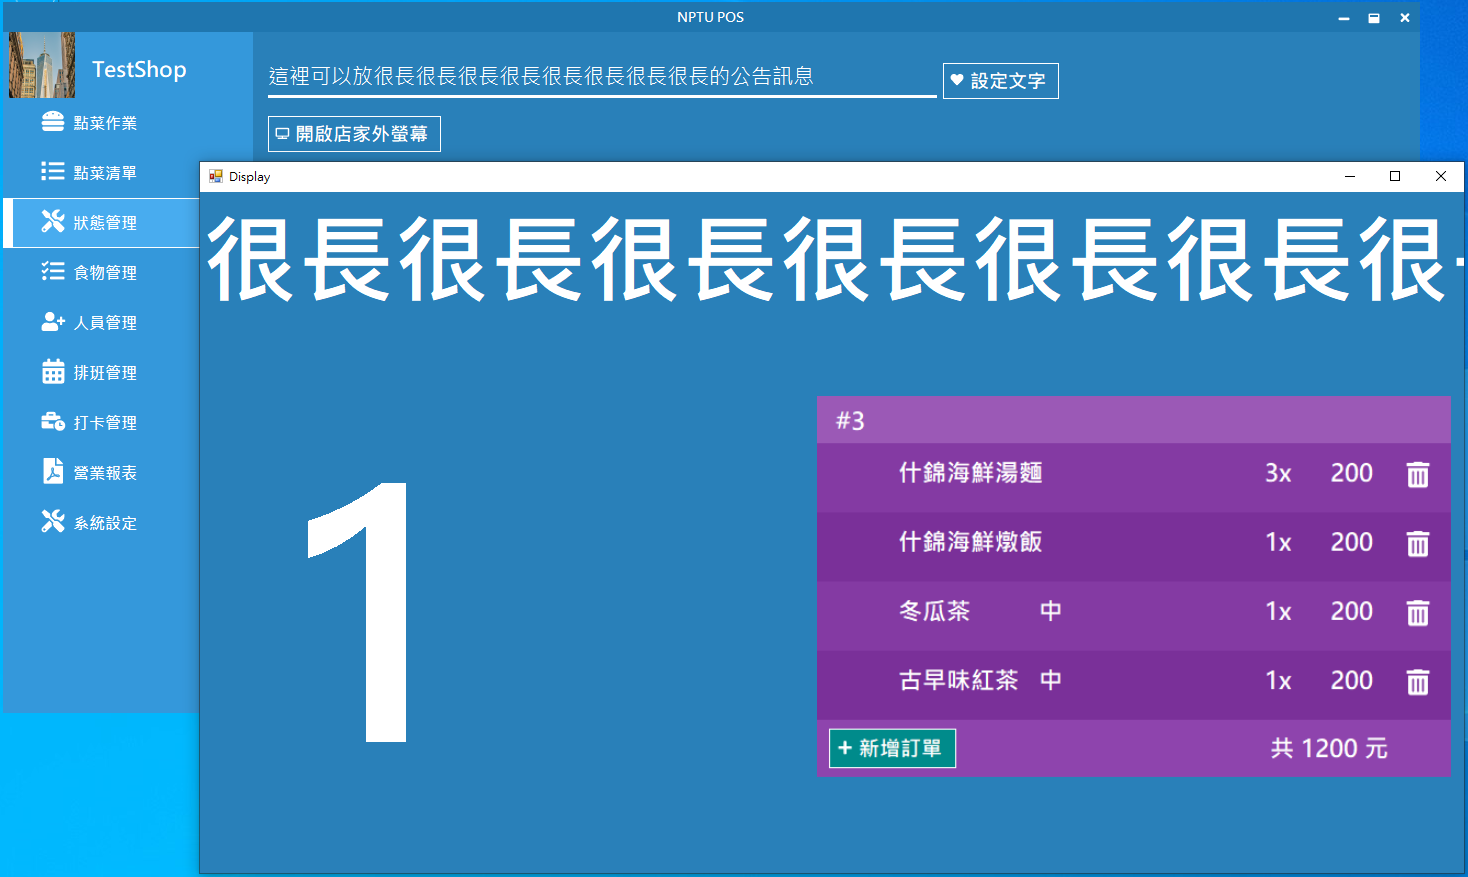 NPTU POS
TestShop
點菜作業
點菜清單
狀態管理
食物管理
人員管理
排班管理
打卡管理
營業報表
系統設定
這裡可以放很長很長很長很長很長很長很長很長的公告訊息
設定文字
開啟店家外螢幕
Display
很長很長很長很長很長很長很
1
#3
什錦海鮮湯麵 3x 200
什錦海鮮燉飯 1x 200
冬瓜茶 中 1x 200
古早味紅茶 中 1x 200
+ 新增訂單 共 1200 元